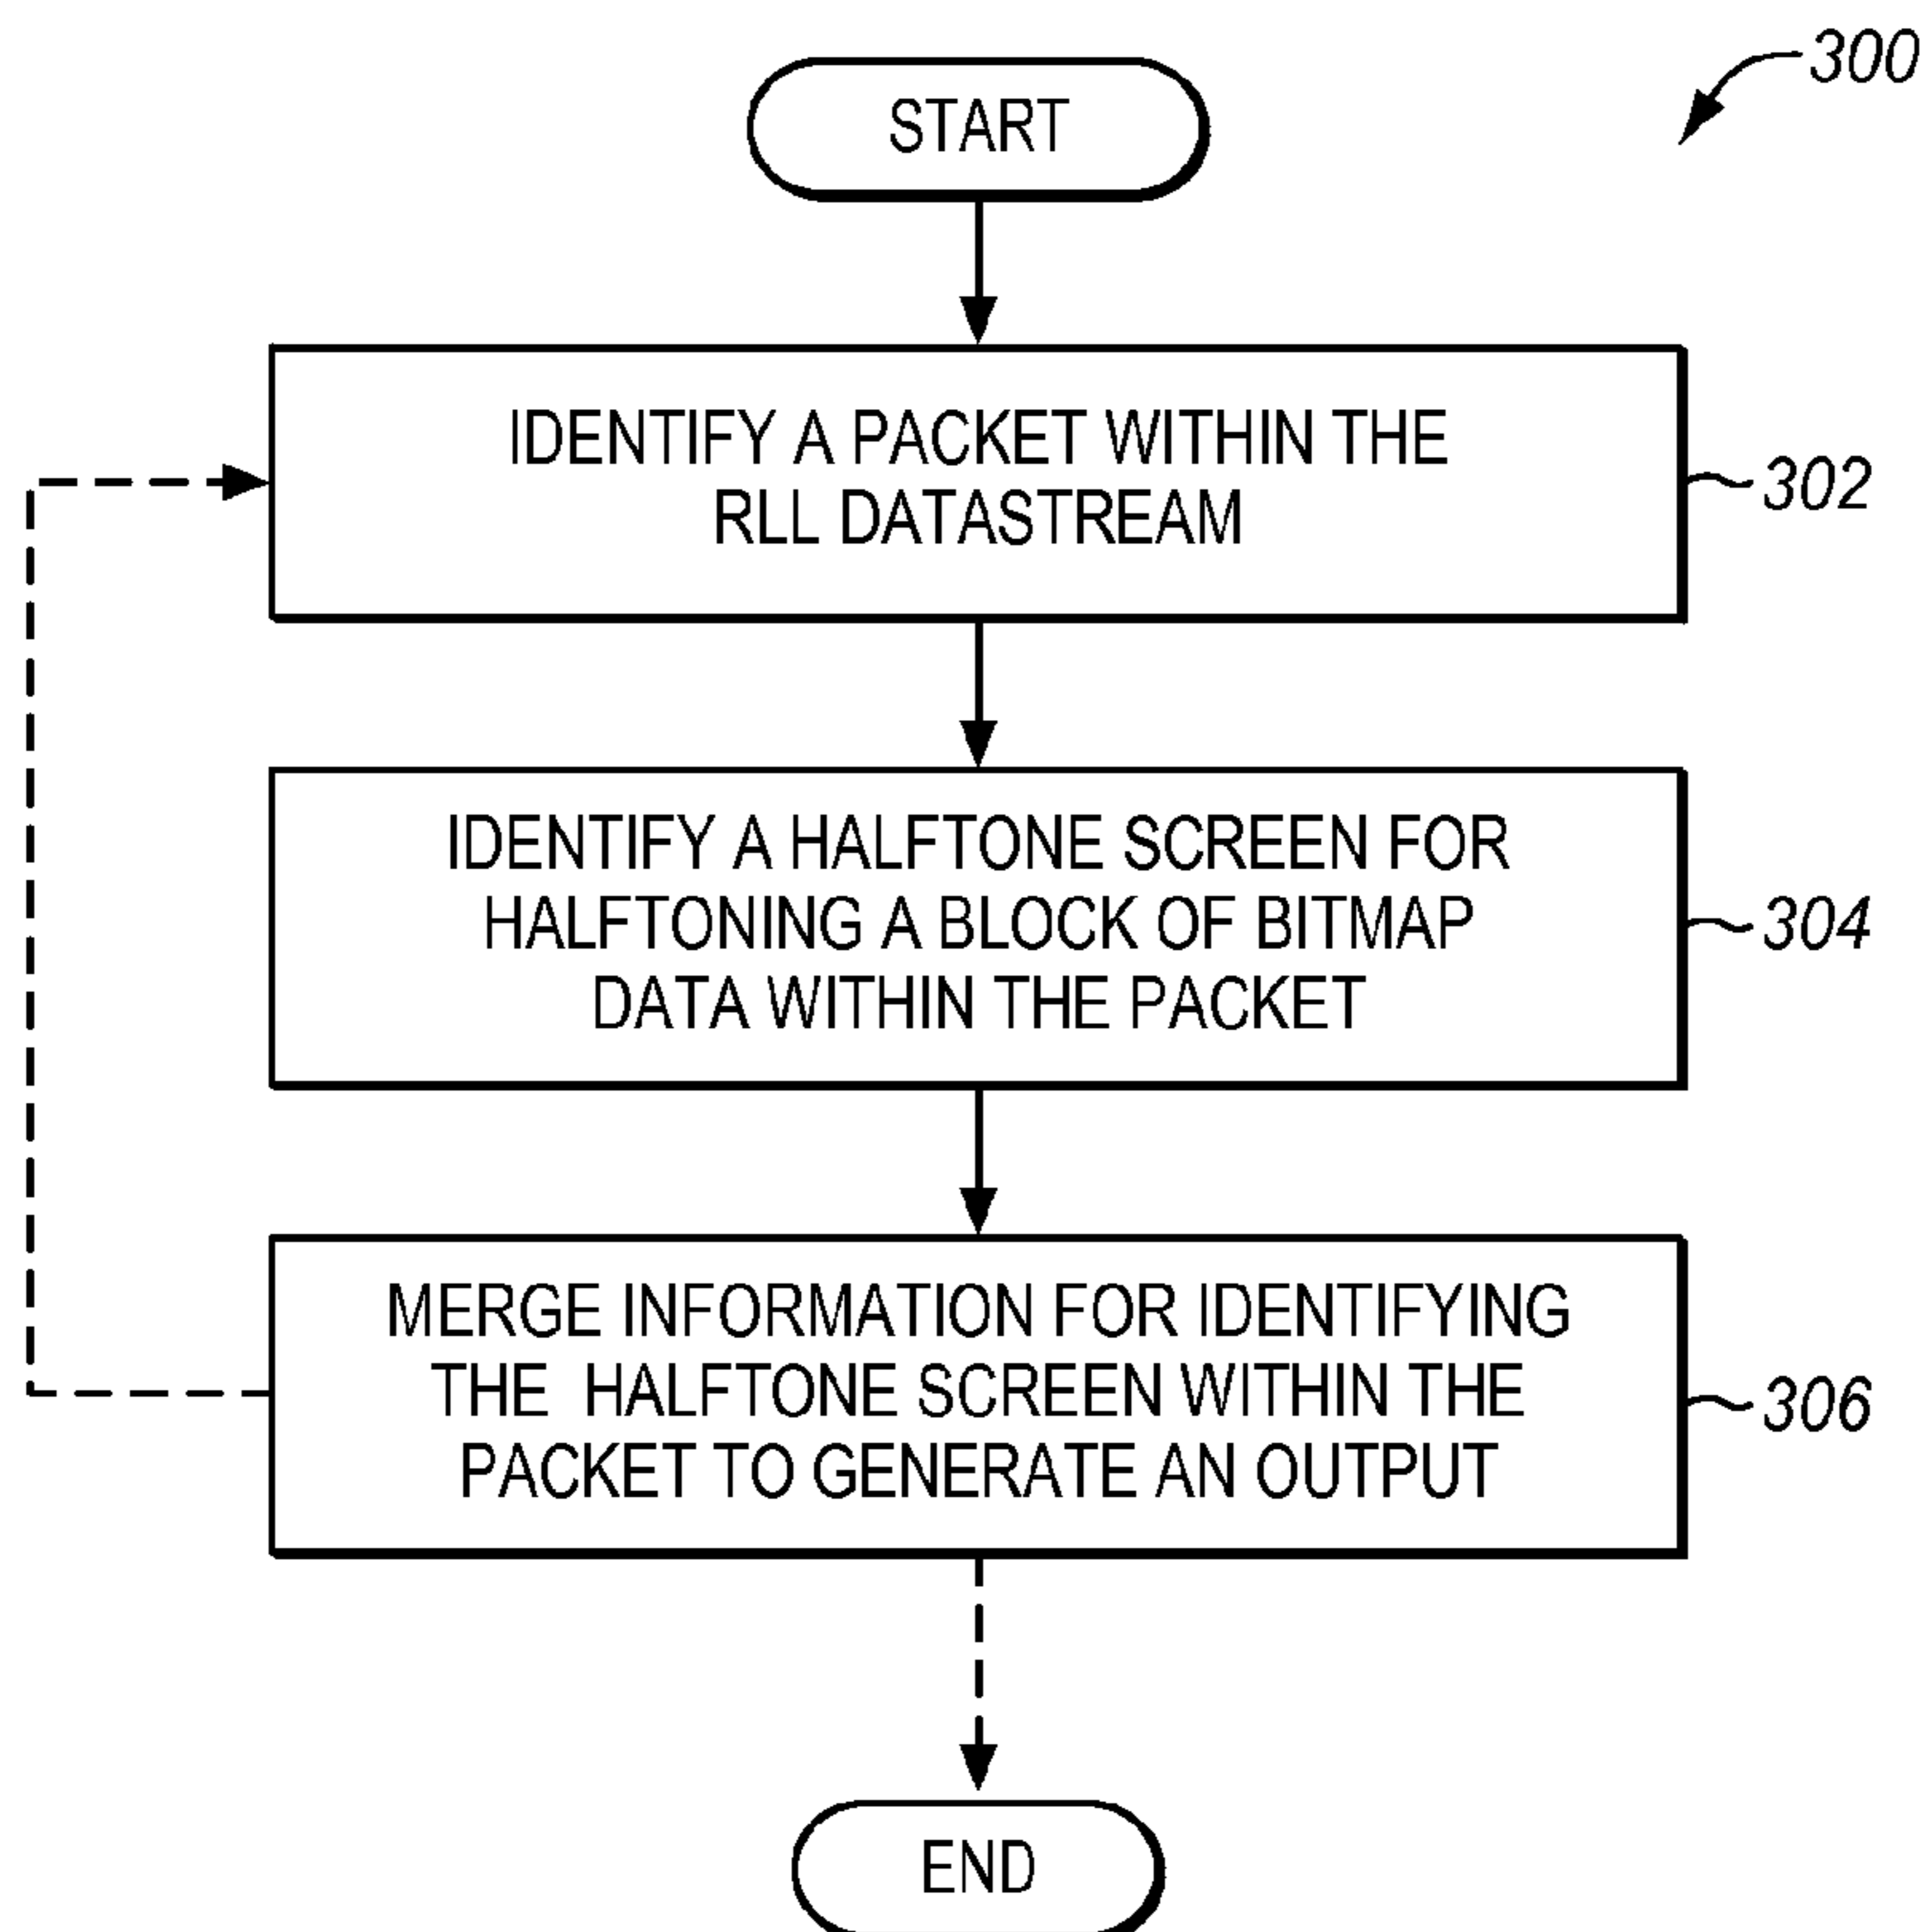 300
START
IDENTIFY A PACKET WITHIN THE
RLL DATASTREAM
302
IDENTIFY A HALFTONE SCREEN FOR
HALFTONING A BLOCK OF BITMAP
DATA WITHIN THE PACKET
304
MERGE INFORMATION FOR IDENTIFYING
THE HALFTONE SCREEN WITHIN THE
PACKET TO GENERATE AN OUTPUT
306
END